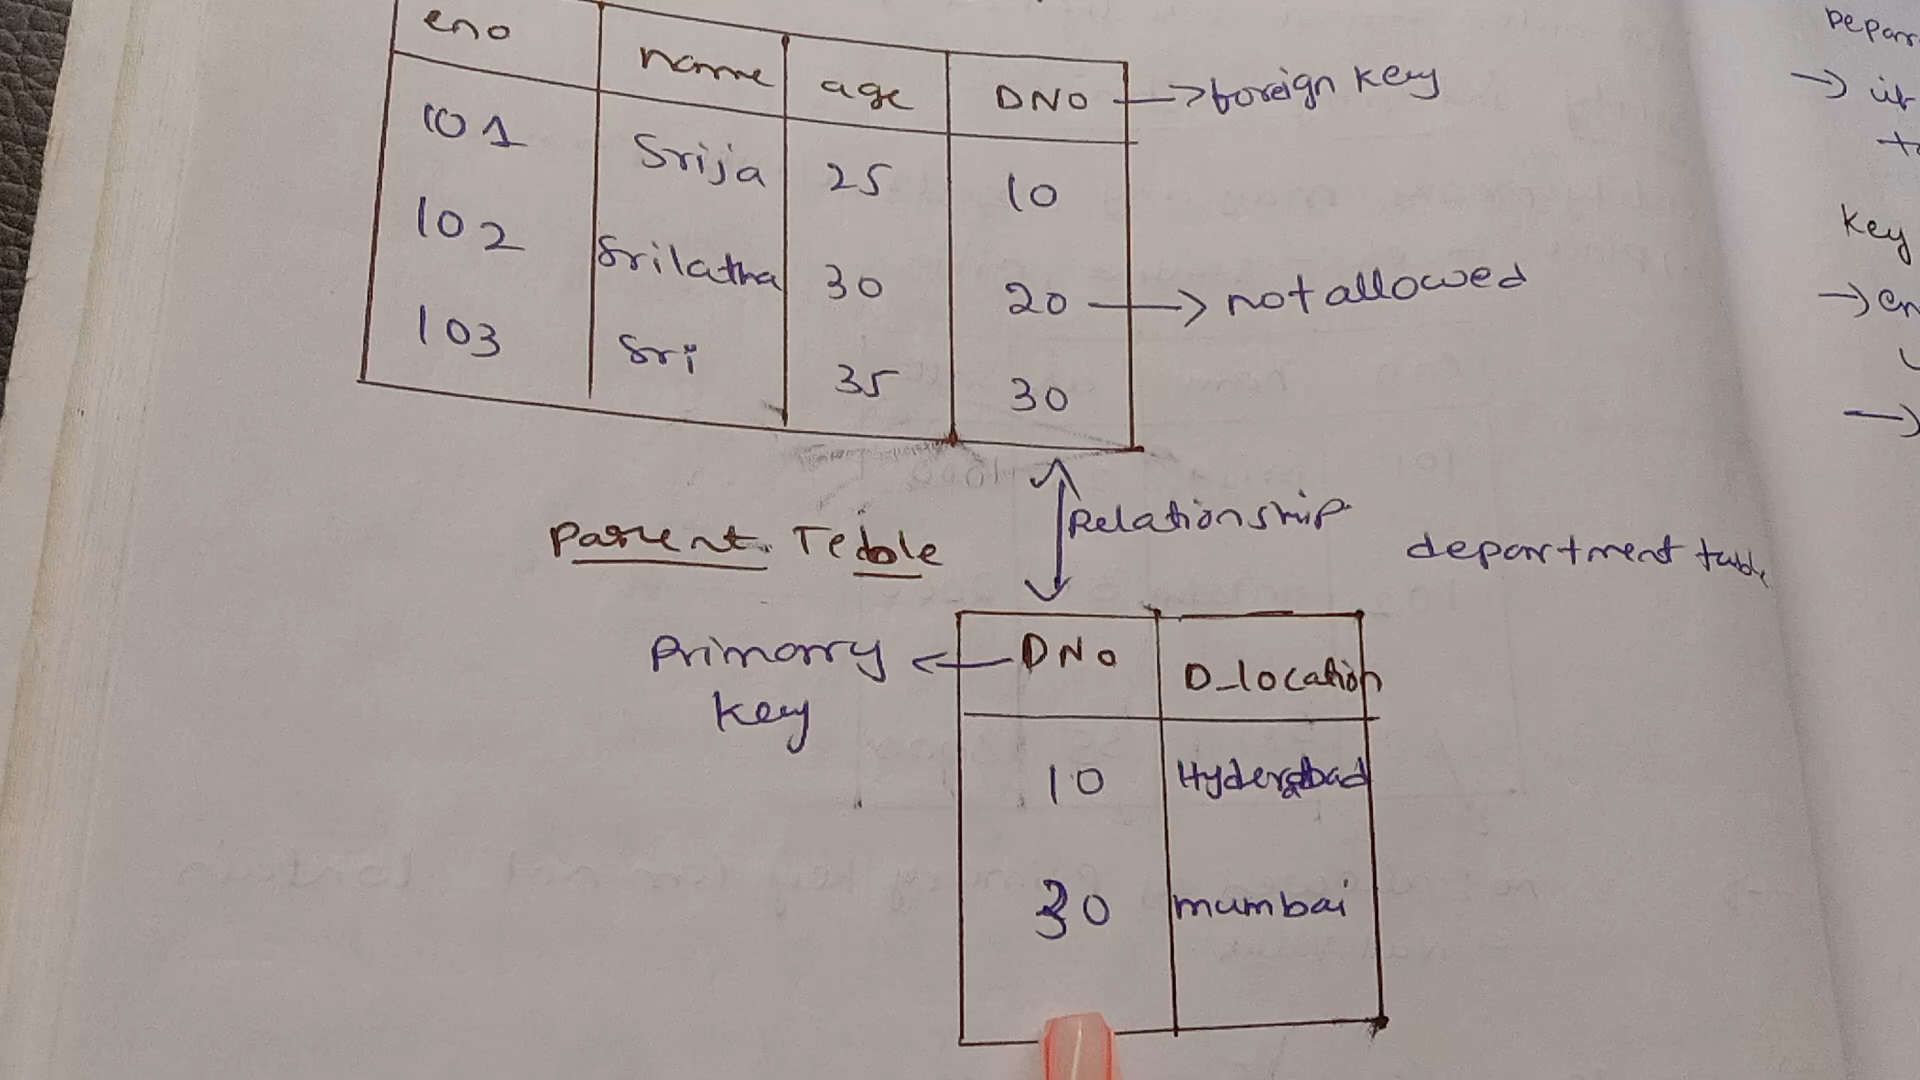 eno name age DNO → foreign key
101 Srija 25 10
102 Srilatha 30 20 → not allowed
103 Sri 35 30
Relationship
Parent Table
department table
Primary key ← DNo D_location
10 Hyderabad
30 mumbai
Key